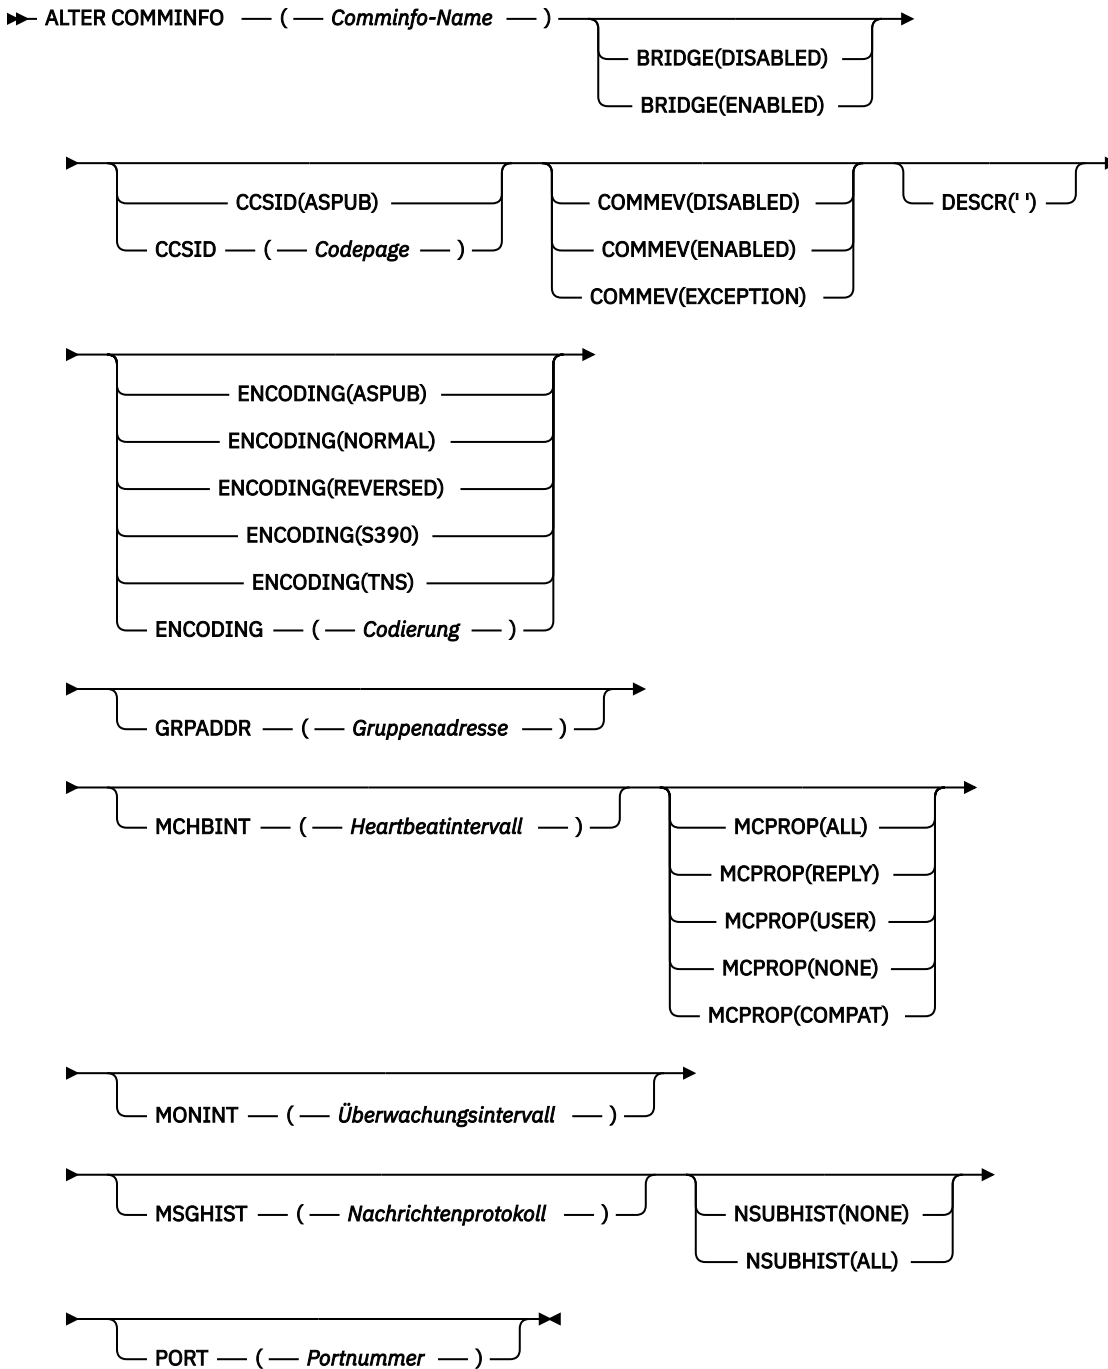 ALTER COMMINFO ( Comminfo-Name )
BRIDGE(DISABLED)
BRIDGE(ENABLED)
CCSID(ASPUB)
CCSID ( Codepage )
COMMEV(DISABLED)
COMMEV(ENABLED)
COMMEV(EXCEPTION)
DESCR(' ')
ENCODING(ASPUB)
ENCODING(NORMAL)
ENCODING(REVERSED)
ENCODING(S390)
ENCODING(TNS)
ENCODING ( Codierung )
GRPADDR ( Gruppenadresse )
MCHBINT ( Heartbeatintervall )
MCPROP(ALL)
MCPROP(REPLY)
MCPROP(USER)
MCPROP(NONE)
MCPROP(COMPAT)
MONINT ( Überwachungsintervall )
MSGHIST ( Nachrichtenprotokoll )
NSUBHIST(NONE)
NSUBHIST(ALL)
PORT ( Portnummer )